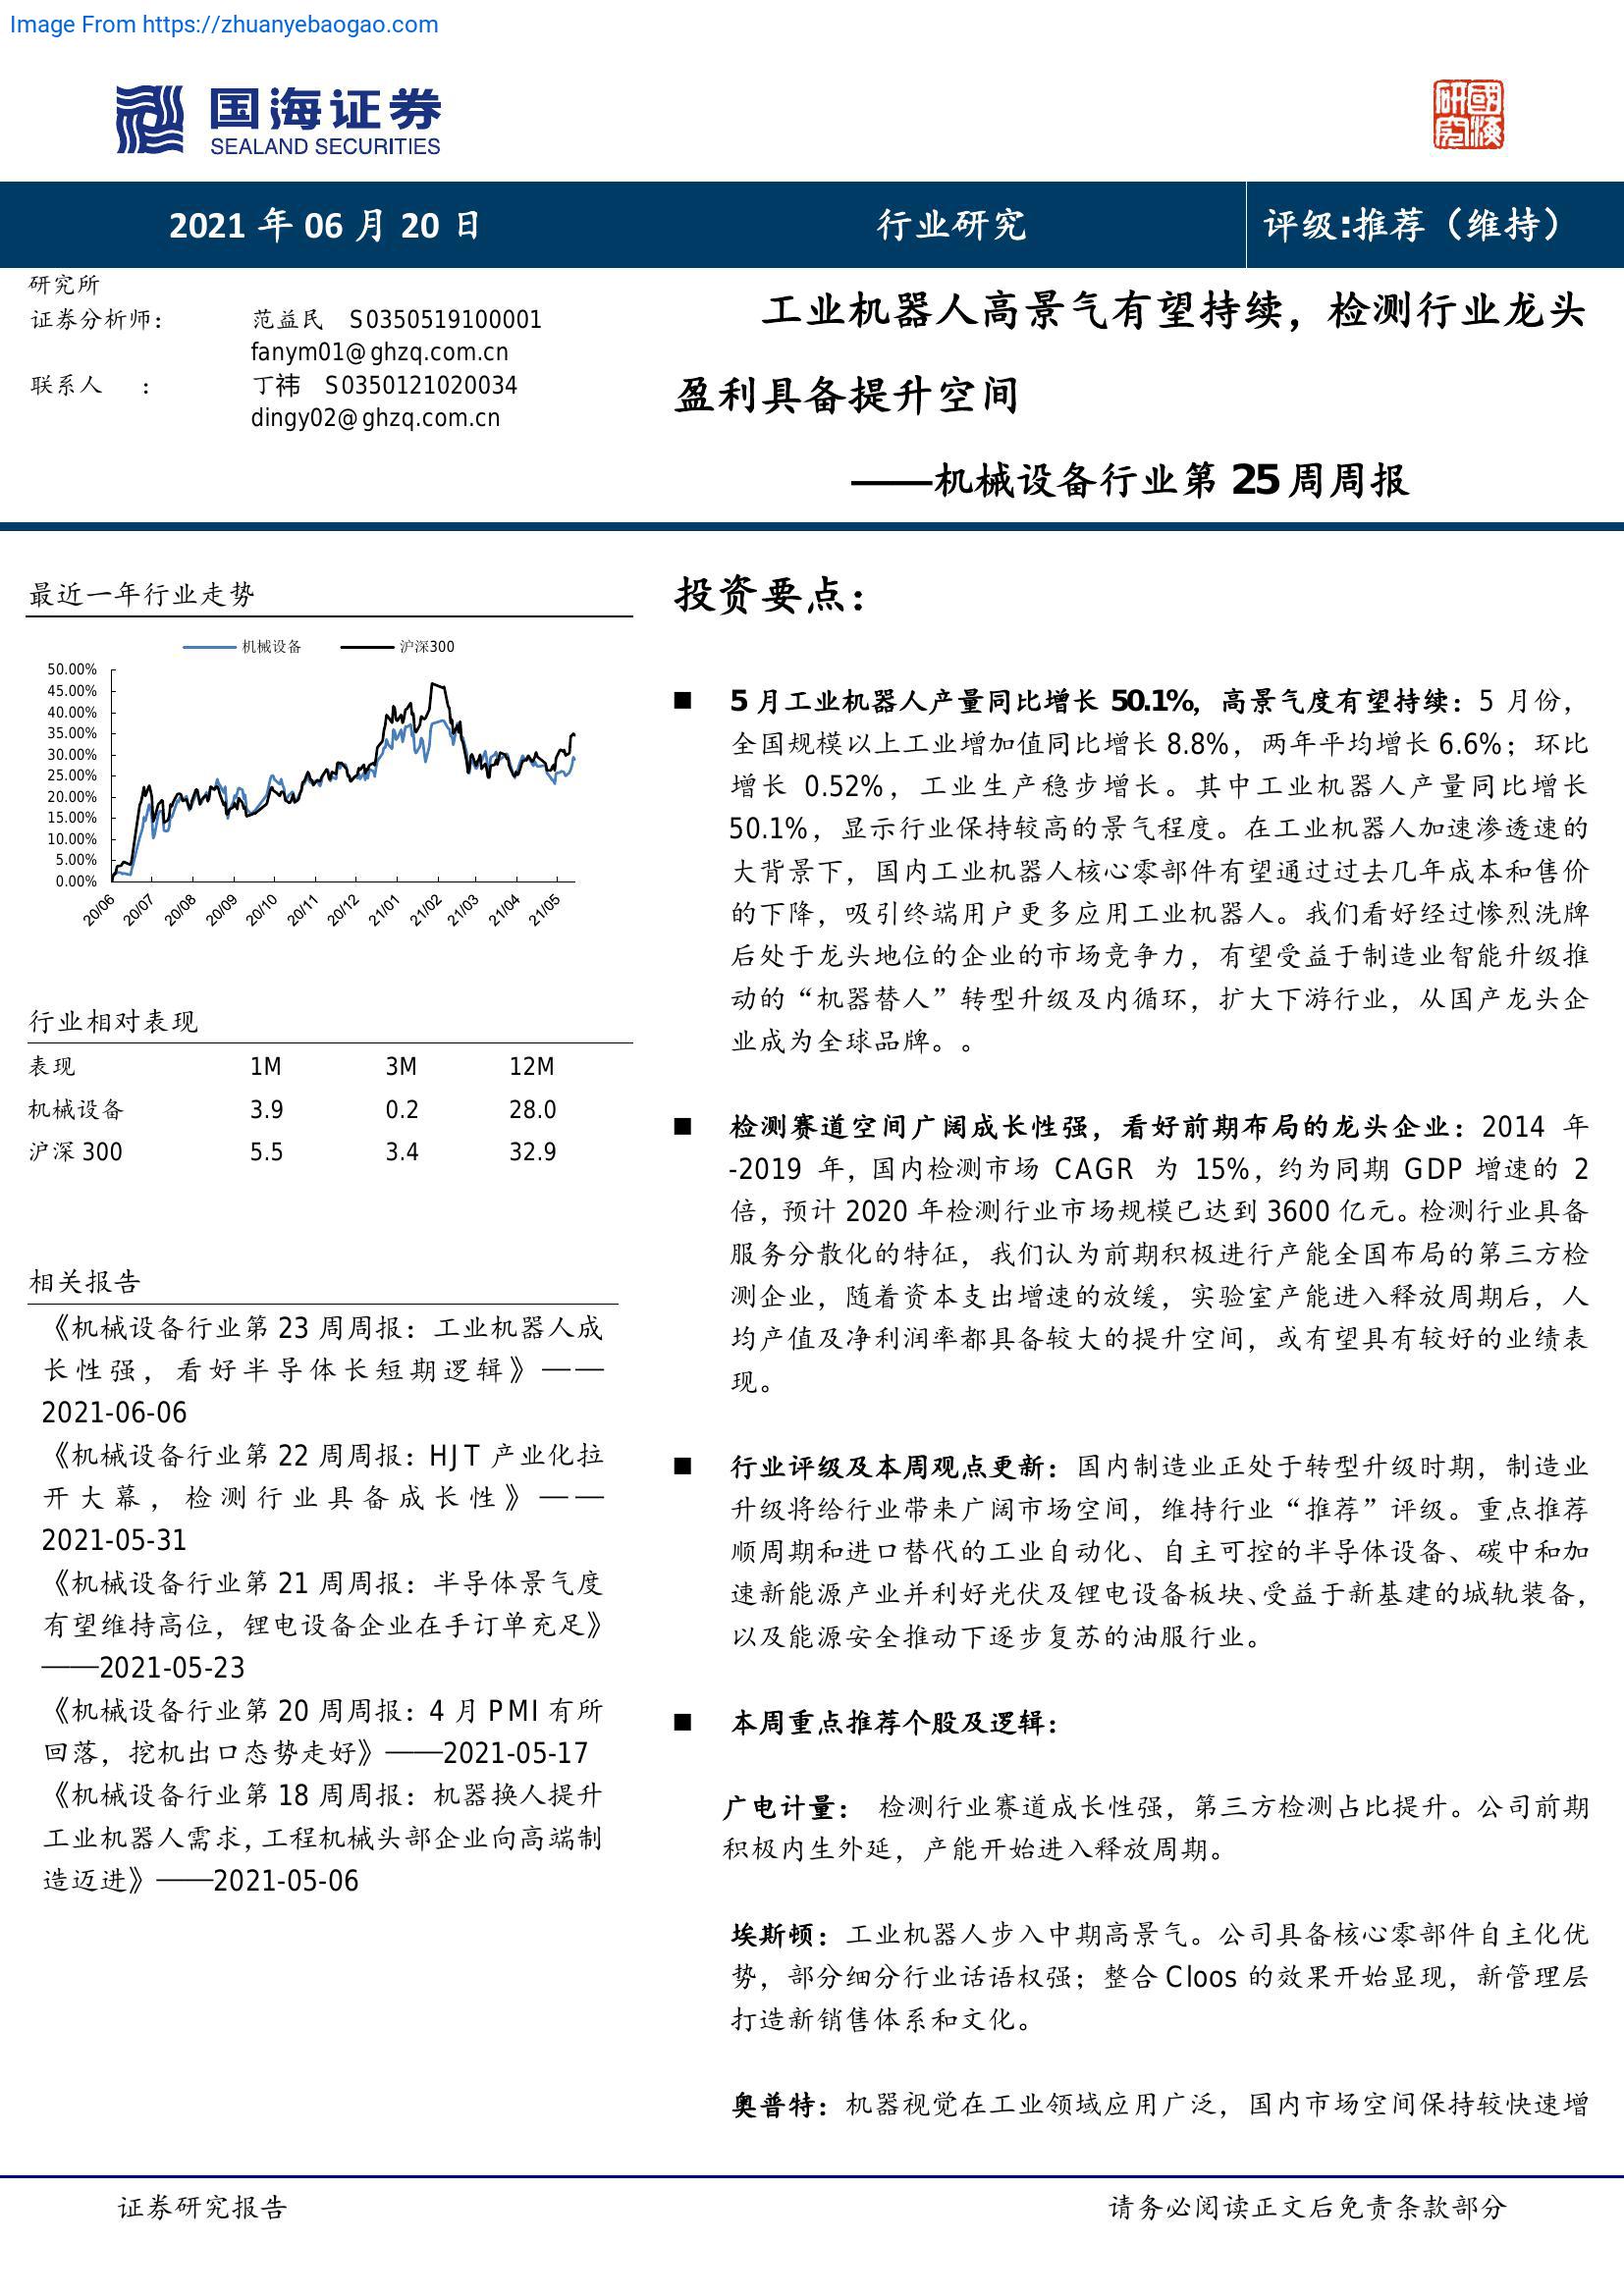 Image From https://zhuanyebaogao.com
国海证券
SEALAND SECURITIES
國海
研究
2021 年 06 月 20 日
行业研究
评级:推荐（维持）
研究所
证券分析师： 范益民 S0350519100001
fanym01@ghzq.com.cn
联系人 ： 丁祎 S0350121020034
dingy02@ghzq.com.cn
工业机器人高景气有望持续，检测行业龙头
盈利具备提升空间
——机械设备行业第 25 周周报
最近一年行业走势
机械设备 沪深300
50.00%
45.00%
40.00%
35.00%
30.00%
25.00%
20.00%
15.00%
10.00%
5.00%
0.00%
20/06 20/07 20/08 20/09 20/10 20/11 20/12 21/01 21/02 21/03 21/04 21/05
行业相对表现
表现 1M 3M 12M
机械设备 3.9 0.2 28.0
沪深 300 5.5 3.4 32.9
相关报告
《机械设备行业第 23 周周报：工业机器人成
长性强，看好半导体长短期逻辑》——
2021-06-06
《机械设备行业第 22 周周报：HJT 产业化拉
开大幕，检测行业具备成长性》——
2021-05-31
《机械设备行业第 21 周周报：半导体景气度
有望维持高位，锂电设备企业在手订单充足》
——2021-05-23
《机械设备行业第 20 周周报：4 月 PMI 有所
回落，挖机出口态势走好》——2021-05-17
《机械设备行业第 18 周周报：机器换人提升
工业机器人需求，工程机械头部企业向高端制
造迈进》——2021-05-06
投资要点：
■ 5 月工业机器人产量同比增长 50.1%，高景气度有望持续：5 月份，
全国规模以上工业增加值同比增长 8.8%，两年平均增长 6.6%；环比
增长 0.52%，工业生产稳步增长。其中工业机器人产量同比增长
50.1%，显示行业保持较高的景气程度。在工业机器人加速渗透速的
大背景下，国内工业机器人核心零部件有望通过过去几年成本和售价
的下降，吸引终端用户更多应用工业机器人。我们看好经过惨烈洗牌
后处于龙头地位的企业的市场竞争力，有望受益于制造业智能升级推
动的“机器替人”转型升级及内循环，扩大下游行业，从国产龙头企
业成为全球品牌。。
■ 检测赛道空间广阔成长性强，看好前期布局的龙头企业：2014 年
-2019 年，国内检测市场 CAGR 为 15%，约为同期 GDP 增速的 2
倍，预计 2020 年检测行业市场规模已达到 3600 亿元。检测行业具备
服务分散化的特征，我们认为前期积极进行产能全国布局的第三方检
测企业，随着资本支出增速的放缓，实验室产能进入释放周期后，人
均产值及净利润率都具备较大的提升空间，或有望具有较好的业绩表
现。
■ 行业评级及本周观点更新：国内制造业正处于转型升级时期，制造业
升级将给行业带来广阔市场空间，维持行业“推荐”评级。重点推荐
顺周期和进口替代的工业自动化、自主可控的半导体设备、碳中和加
速新能源产业并利好光伏及锂电设备板块、受益于新基建的城轨装备，
以及能源安全推动下逐步复苏的油服行业。
■ 本周重点推荐个股及逻辑：
广电计量： 检测行业赛道成长性强，第三方检测占比提升。公司前期
积极内生外延，产能开始进入释放周期。
埃斯顿：工业机器人步入中期高景气。公司具备核心零部件自主化优
势，部分细分行业话语权强；整合 Cloos 的效果开始显现，新管理层
打造新销售体系和文化。
奥普特：机器视觉在工业领域应用广泛，国内市场空间保持较快速增
证券研究报告
请务必阅读正文后免责条款部分